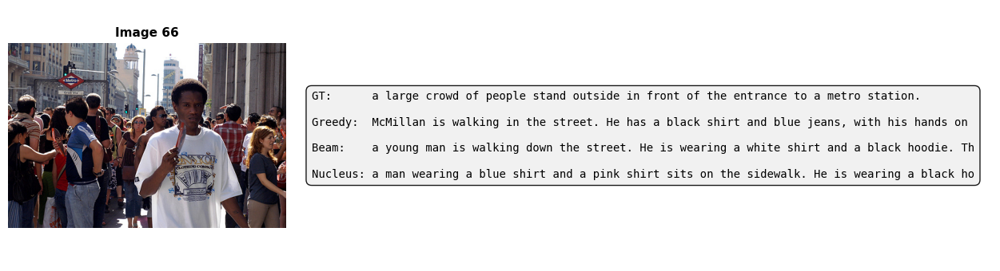 Image 66
Metro
GT: a large crowd of people stand outside in front of the entrance to a metro station.
Greedy: McMillan is walking in the street. He has a black shirt and blue jeans, with his hands on
Beam: a young man is walking down the street. He is wearing a white shirt and a black hoodie. Th
Nucleus: a man wearing a blue shirt and a pink shirt sits on the sidewalk. He is wearing a black ho